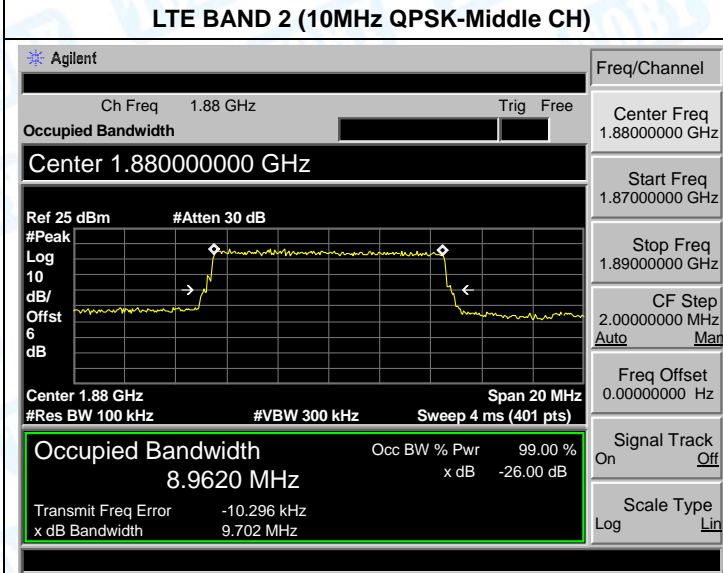 LTE BAND 2 (10MHz QPSK-Middle CH)
Agilent
Freq/Channel
Ch Freq 1.88 GHz Trig Free
Occupied Bandwidth
Center 1.880000000 GHz
Center Freq
1.88000000 GHz
Start Freq
1.87000000 GHz
Stop Freq
1.89000000 GHz
CF Step
2.00000000 MHz
Auto Man
Freq Offset
0.00000000 Hz
Signal Track
On Off
Scale Type
Log Lin
Ref 25 dBm #Atten 30 dB
#Peak
Log
10
dB/
Offst
6
dB
Center 1.88 GHz Span 20 MHz
#Res BW 100 kHz #VBW 300 kHz Sweep 4 ms (401 pts)
Occupied Bandwidth Occ BW % Pwr 99.00 %
8.9620 MHz x dB -26.00 dB
Transmit Freq Error -10.296 kHz
x dB Bandwidth 9.702 MHz